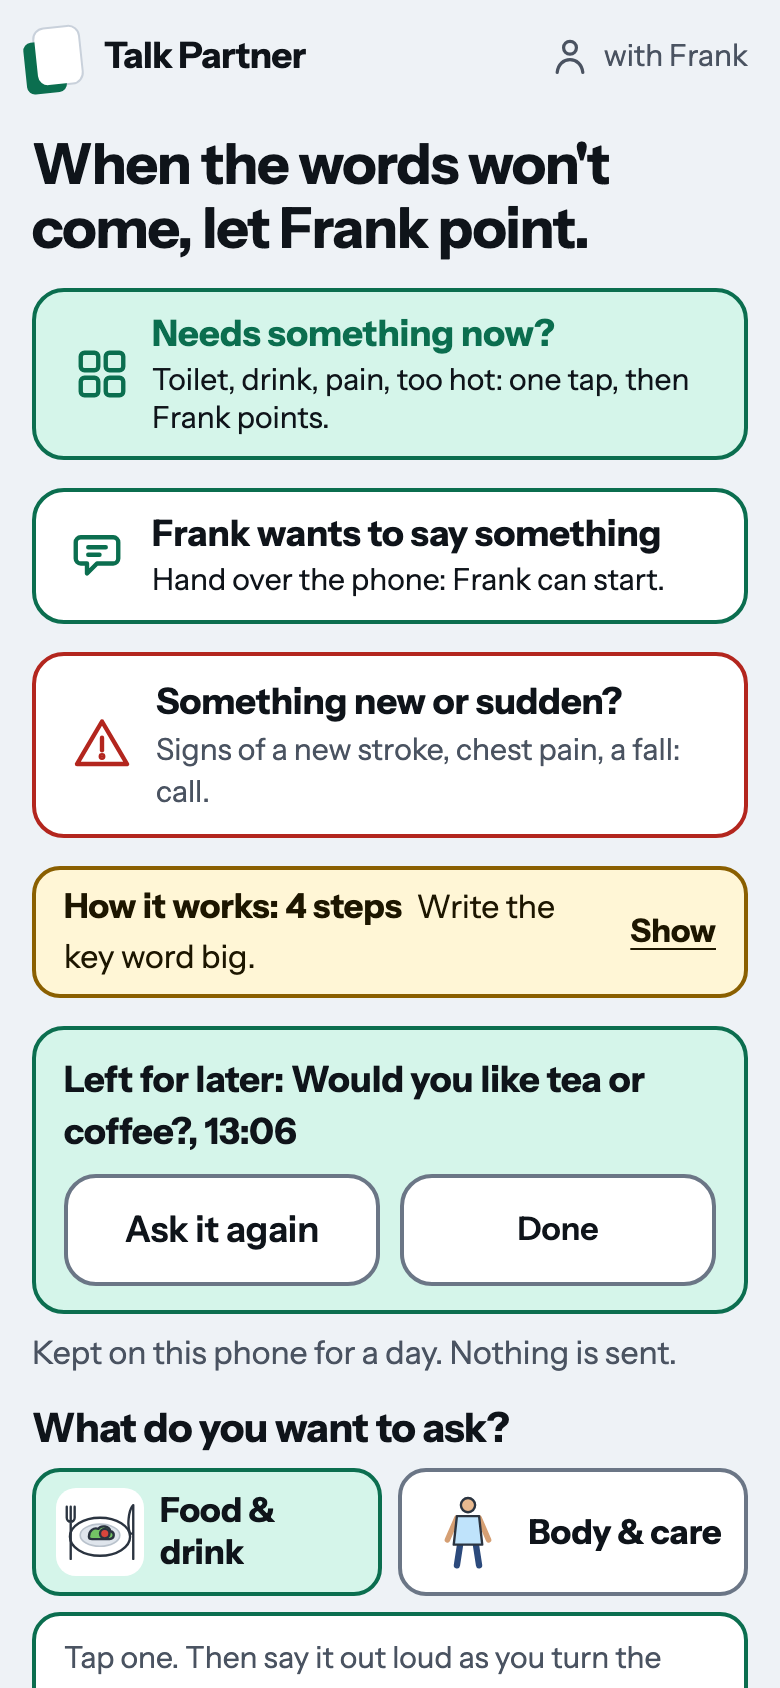 Talk Partner
with Frank
When the words won't
come, let Frank point.
Needs something now?
Toilet, drink, pain, too hot: one tap, then
Frank points.
Frank wants to say something
Hand over the phone: Frank can start.
Something new or sudden?
Signs of a new stroke, chest pain, a fall:
call.
How it works: 4 steps Write the
key word big.
Show
Left for later: Would you like tea or
coffee?, 13:06
Ask it again
Done
Kept on this phone for a day. Nothing is sent.
What do you want to ask?
Food &
drink
Body & care
Tap one. Then say it out loud as you turn the